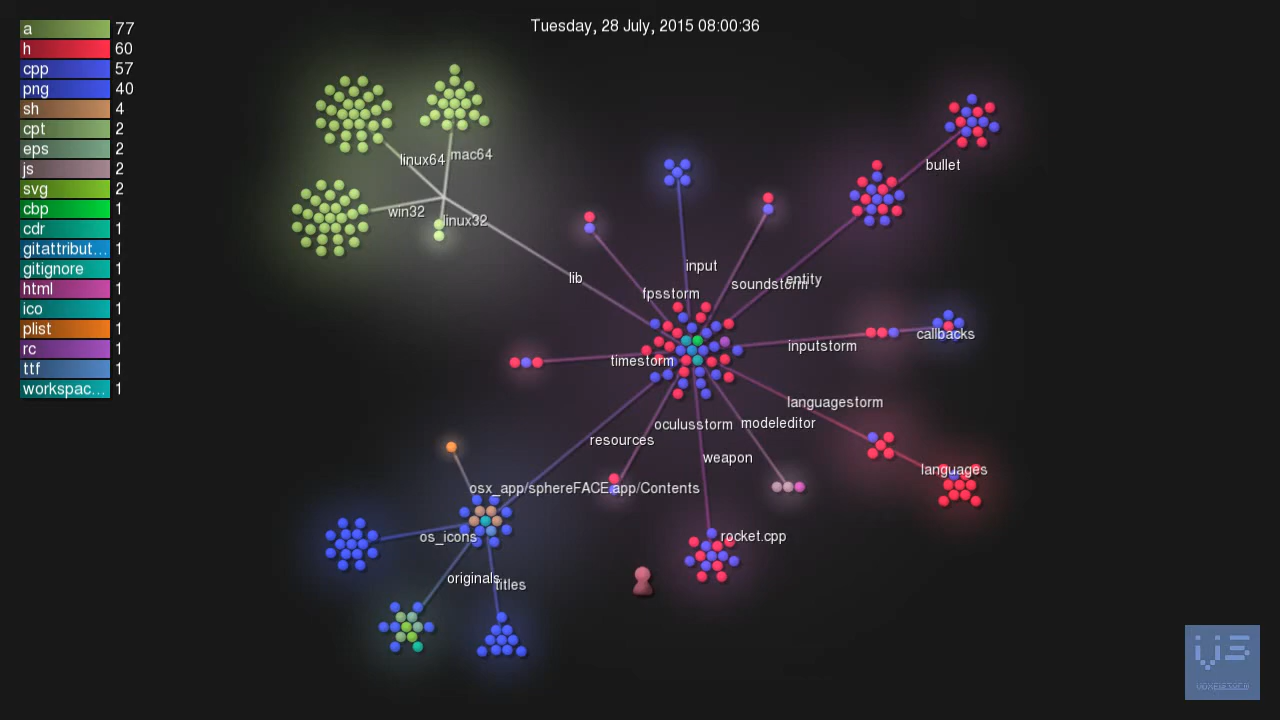 Tuesday, 28 July, 2015 08:00:36
a 77
h 60
cpp 57
png 40
sh 4
cpt 2
eps 2
js 2
svg 2
cbp 1
cdr 1
gitattribut... 1
gitignore 1
html 1
ico 1
plist 1
rc 1
ttf 1
workspac... 1
linux64
mac64
win32
linux32
lib
bullet
input
fpsstorm
soundstorm
entity
timestorm
inputstorm
callbacks
languagestorm
languages
oculusstorm
modeleditor
resources
weapon
osx_app/sphereFACE.app/Contents
os_icons
rocket.cpp
originals
titles
VS